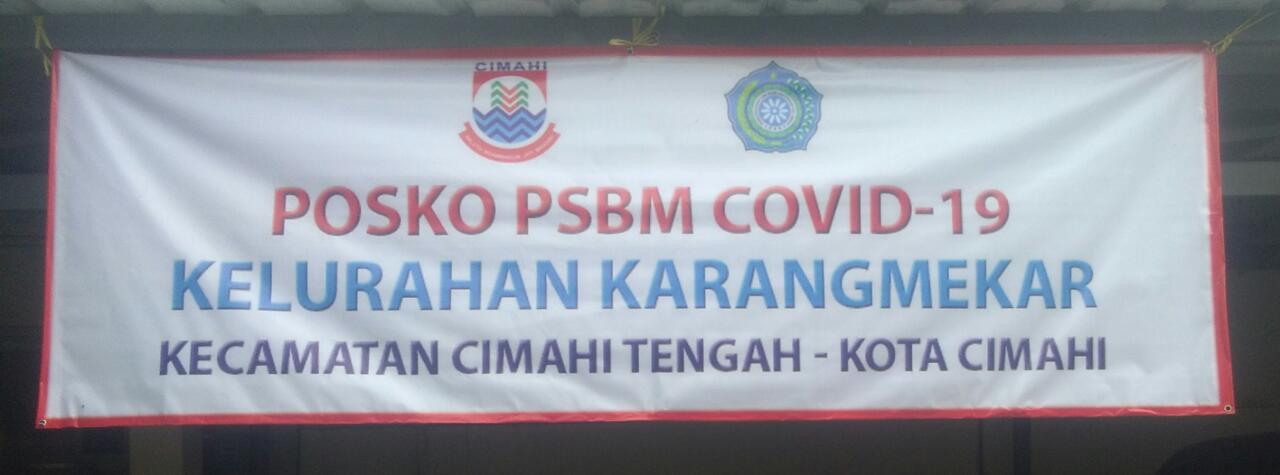 CIMAHI
POSKO PSBM COVID-19
KELURAHAN KARANGMEKAR
KECAMATAN CIMAHI TENGAH - KOTA CIMAHI